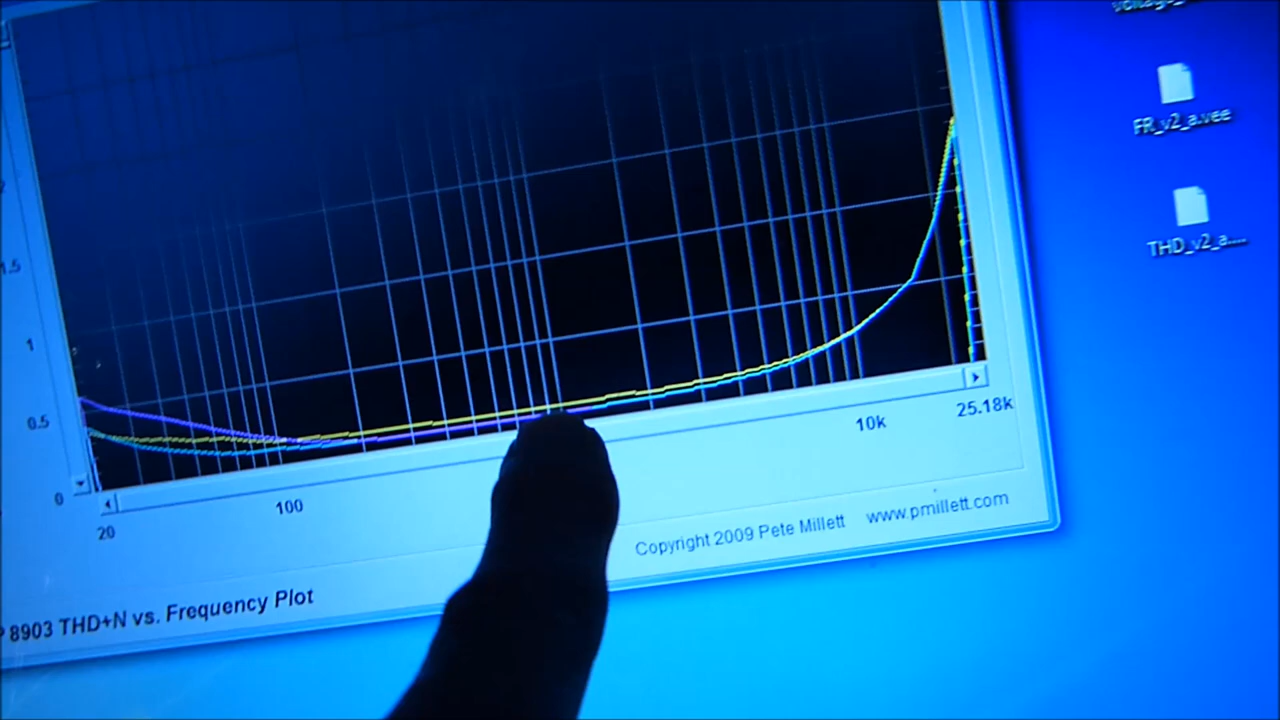 FR_v2_a.vee
THD_v2_a....
1.5
1
0.5
0
20
100
10k
25.18k
Copyright 2009 Pete Millett www.pmillett.com
8903 THD+N vs. Frequency Plot